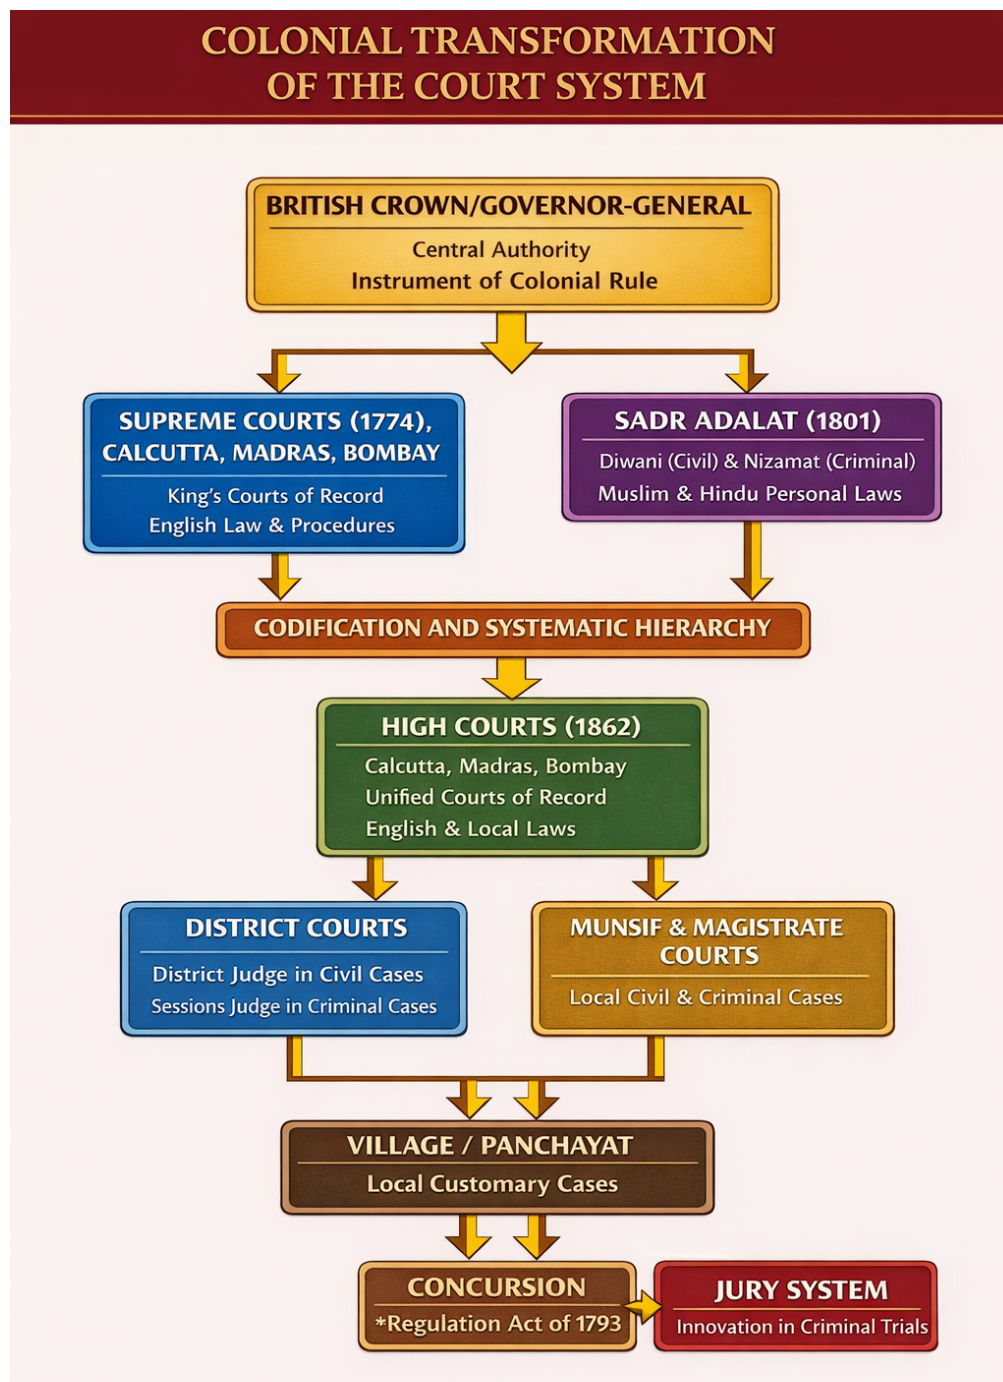 COLONIAL TRANSFORMATION
OF THE COURT SYSTEM
BRITISH CROWN/GOVERNOR-GENERAL
Central Authority
Instrument of Colonial Rule
SUPREME COURTS (1774),
CALCUTTA, MADRAS, BOMBAY
King's Courts of Record
English Law & Procedures
SADR ADALAT (1801)
Diwani (Civil) & Nizamat (Criminal)
Muslim & Hindu Personal Laws
CODIFICATION AND SYSTEMATIC HIERARCHY
HIGH COURTS (1862)
Calcutta, Madras, Bombay
Unified Courts of Record
English & Local Laws
DISTRICT COURTS
District Judge in Civil Cases
Sessions Judge in Criminal Cases
MUNSIF & MAGISTRATE
COURTS
Local Civil & Criminal Cases
VILLAGE / PANCHAYAT
Local Customary Cases
CONCURSION
*Regulation Act of 1793
JURY SYSTEM
Innovation in Criminal Trials